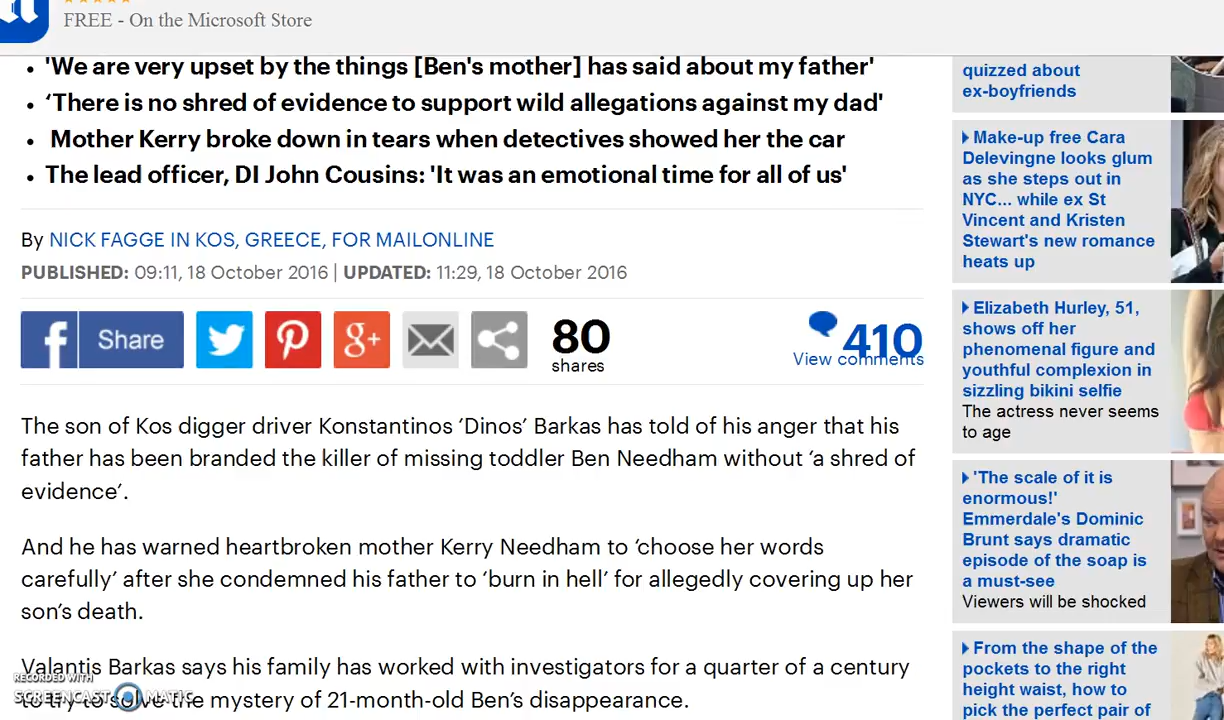 FREE - On the Microsoft Store
'We are very upset by the things [Ben's mother] has said about my father'
‘There is no shred of evidence to support wild allegations against my dad'
Mother Kerry broke down in tears when detectives showed her the car
The lead officer, DI John Cousins: 'It was an emotional time for all of us'
By NICK FAGGE IN KOS, GREECE, FOR MAILONLINE
PUBLISHED: 09:11, 18 October 2016 | UPDATED: 11:29, 18 October 2016
f Share
g+
80
shares
410
View comments
The son of Kos digger driver Konstantinos ‘Dinos’ Barkas has told of his anger that his
father has been branded the killer of missing toddler Ben Needham without ‘a shred of
evidence’.
And he has warned heartbroken mother Kerry Needham to ‘choose her words
carefully’ after she condemned his father to ‘burn in hell’ for allegedly covering up her
son’s death.
Valantis Barkas says his family has worked with investigators for a quarter of a century
to try to solve the mystery of 21-month-old Ben’s disappearance.
RECORDED WITH
SCREENCAST MATIC
quizzed about
ex-boyfriends
Make-up free Cara
Delevingne looks glum
as she steps out in
NYC... while ex St
Vincent and Kristen
Stewart's new romance
heats up
Elizabeth Hurley, 51,
shows off her
phenomenal figure and
youthful complexion in
sizzling bikini selfie
The actress never seems
to age
'The scale of it is
enormous!'
Emmerdale's Dominic
Brunt says dramatic
episode of the soap is
a must-see
Viewers will be shocked
From the shape of the
pockets to the right
height waist, how to
pick the perfect pair of